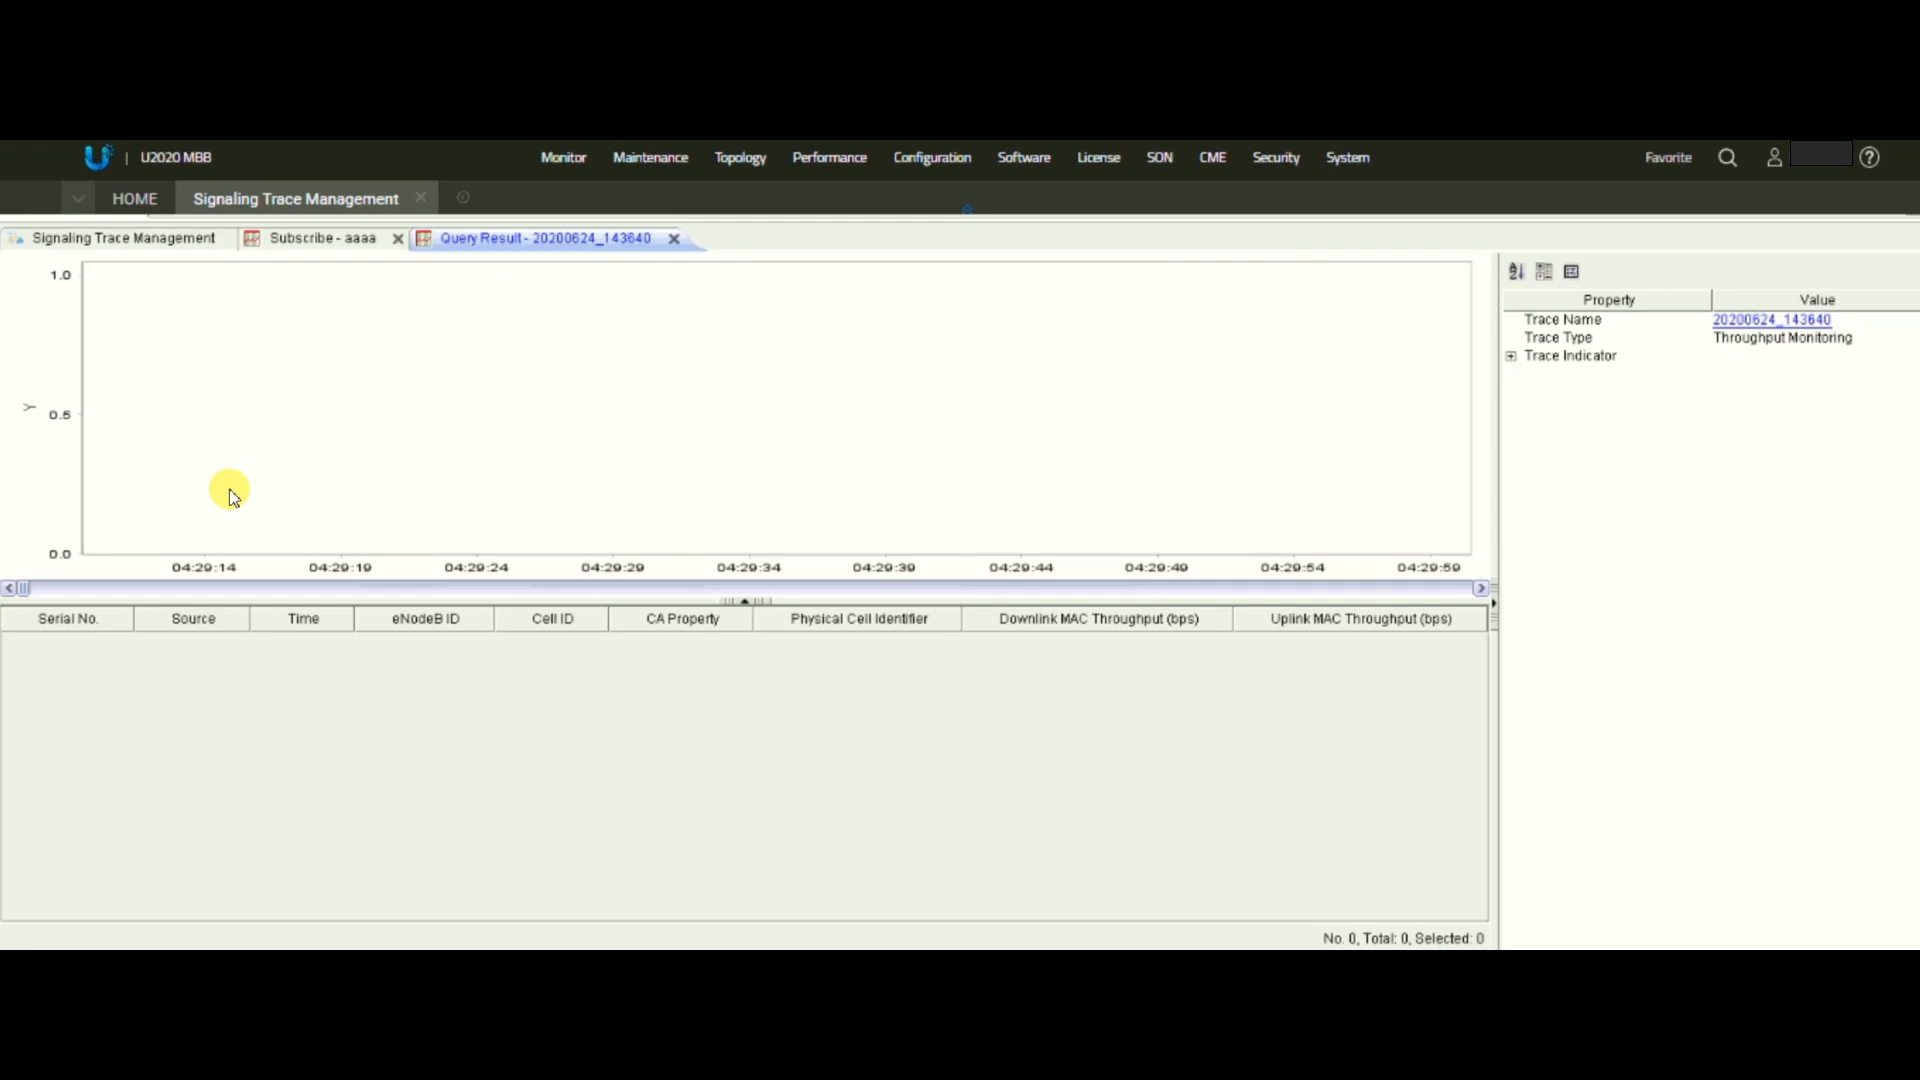 U2020 MBB
Monitor Maintenance Topology Performance Configuration Software License SON CME Security System
Favorite
HOME
Signaling Trace Management
Signaling Trace Management
Subscribe - aaaa
Query Result - 20200624_143640
1.0
0.5
0.0
Y
04:29:14 04:29:19 04:29:24 04:29:29 04:29:34 04:29:39 04:29:44 04:29:49 04:29:54 04:29:59
Serial No. Source Time eNodeB ID Cell ID CA Property Physical Cell Identifier Downlink MAC Throughput (bps) Uplink MAC Throughput (bps)
No. 0, Total: 0, Selected: 0
Property Value
Trace Name 20200624_143640
Trace Type Throughput Monitoring
Trace Indicator